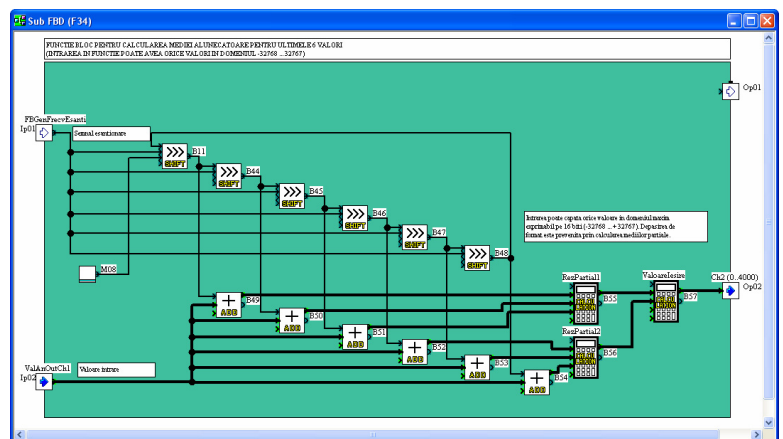 Sub FBD (F34)
FUNCTIE BLOC PENTRU CALCULAREA MEDIEI ALUNECATOARE PENTRU ULTIMELE 6 VALORI
(INTRAREA IN FUNCTIE POATE AVEA ORICE VALORI IN DOMENIUL -32768 ...32767)
Op01
FBGenFrecvEsanti
Ip01
Semnal esantionare
SHIFT
B11
SHIFT
B44
SHIFT
B45
SHIFT
B46
SHIFT
B47
SHIFT
B48
Intrarea poate capata orice valoare in domeniul maxim
exprimabil pe 16 biti (-32768 ... +32767). Depasirea de
format este prevenita prin calcularea mediilor partiale.
M08
RezPartial1
ValoareIesire
Ch2 (0..4000)
Op02
ADD
B49
B55
B57
ADD
B50
ADD
B51
RezPartial2
ADD
B52
B56
ADD
B53
ValAnOutCh1
Ip02
Valoare intrare
ADD
B54